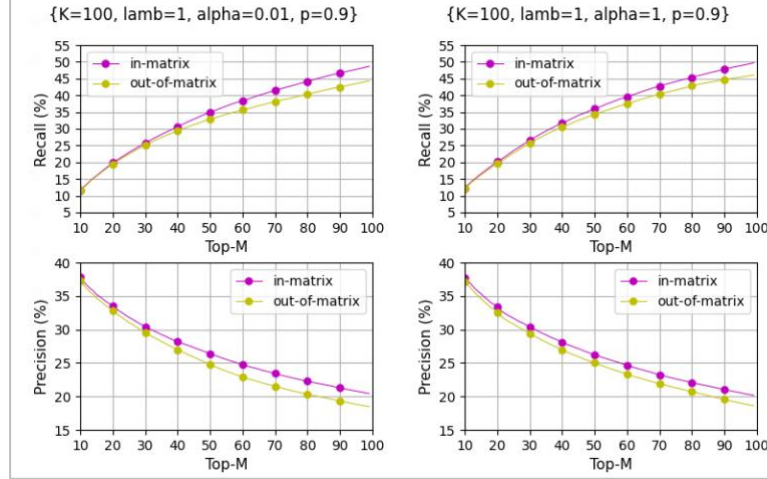 {K=100, lamb=1, alpha=0.01, p=0.9}
55
50
45
40
35
30
25
20
15
10
5
Recall (%)
in-matrix
out-of-matrix
10 20 30 40 50 60 70 80 90 100
Top-M
40
35
30
25
20
15
Precision (%)
in-matrix
out-of-matrix
10 20 30 40 50 60 70 80 90 100
Top-M
{K=100, lamb=1, alpha=1, p=0.9}
55
50
45
40
35
30
25
20
15
10
5
Recall (%)
in-matrix
out-of-matrix
10 20 30 40 50 60 70 80 90 100
Top-M
40
35
30
25
20
15
Precision (%)
in-matrix
out-of-matrix
10 20 30 40 50 60 70 80 90 100
Top-M